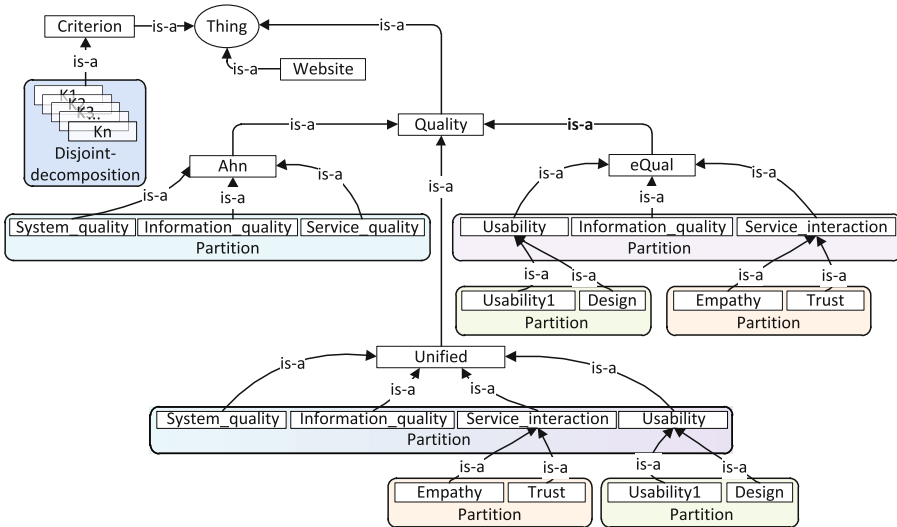 Criterion
is-a
Thing
is-a
is-a
Website
is-a
K1
K2
K3
...
Kn
Disjoint-
decomposition
is-a
Quality
is-a
Ahn
eQual
is-a
is-a
is-a
is-a
is-a
is-a
is-a
System_quality
Information_quality
Service_quality
Partition
Usability
Information_quality
Service_interaction
Partition
is-a
is-a
is-a
is-a
Usability1
Design
Partition
Empathy
Trust
Partition
Unified
is-a
is-a
is-a
is-a
System_quality
Information_quality
Service_interaction
Usability
Partition
is-a
is-a
is-a
is-a
Empathy
Trust
Partition
Usability1
Design
Partition